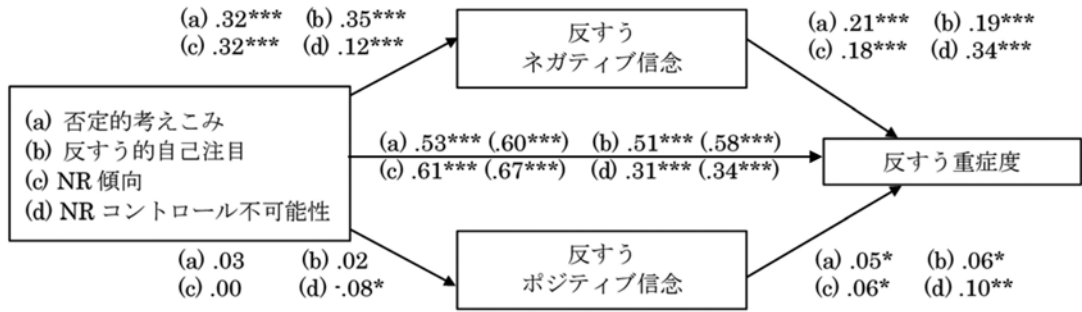 (a) .32*** (b) .35***
(c) .32*** (d) .12***
反すう
ネガティブ信念
(a) .21*** (b) .19***
(c) .18*** (d) .34***
(a) 否定的考えこみ
(b) 反すう的自己注目
(c) NR 傾向
(d) NR コントロール不可能性
(a) .53*** (.60***) (b) .51*** (.58***)
(c) .61*** (.67***) (d) .31*** (.34***)
反すう重症度
(a) .03 (b) .02
(c) .00 (d) -.08*
反すう
ポジティブ信念
(a) .05* (b) .06*
(c) .06* (d) .10**